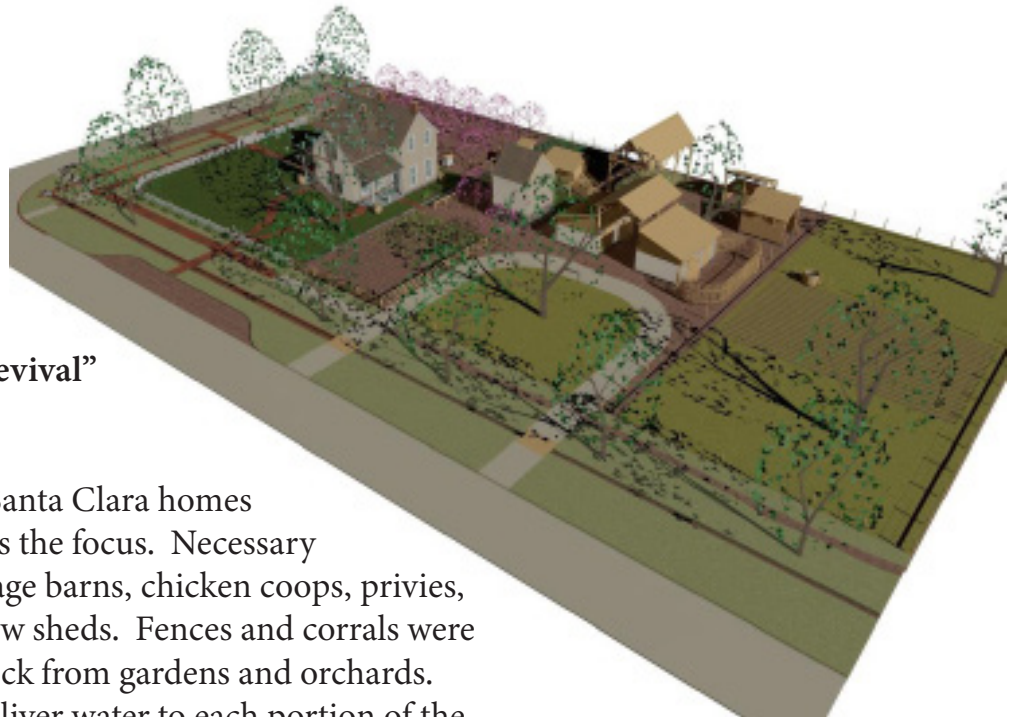 evival”
Santa Clara homes
s the focus.  Necessary
age barns, chicken coops, privies,
w sheds.  Fences and corrals were
ck from gardens and orchards.
liver water to each portion of the